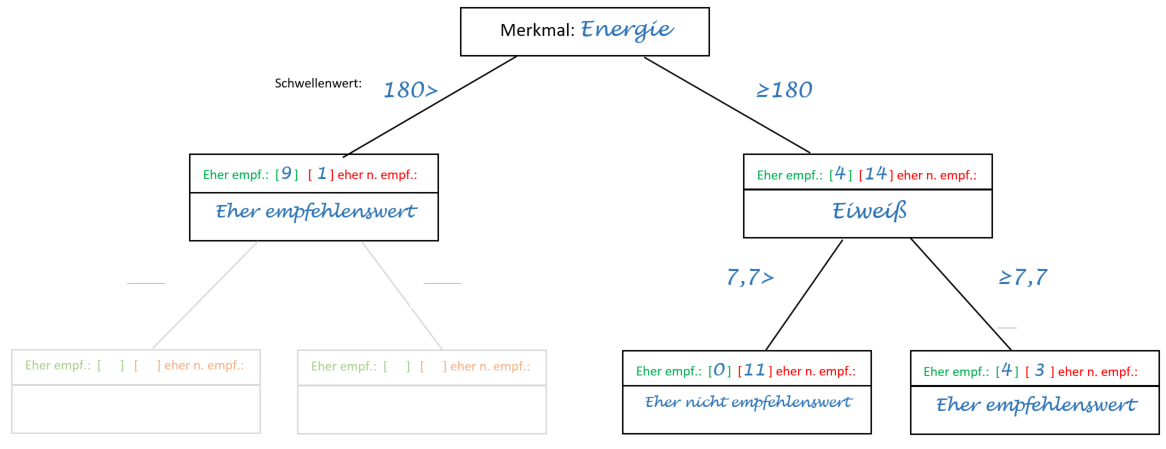 Merkmal: Energie
Schwellenwert: 180> ≥180
Eher empf.: [9] [1] eher n. empf.:
Eher empfehlenswert
Eher empf.: [4] [14] eher n. empf.:
Eiweiß
7,7> ≥7,7
Eher empf.: [ ] [ ] eher n. empf.:
Eher empf.: [ ] [ ] eher n. empf.:
Eher empf.: [0] [11] eher n. empf.:
Eher nicht empfehlenswert
Eher empf.: [4] [3] eher n. empf.:
Eher empfehlenswert